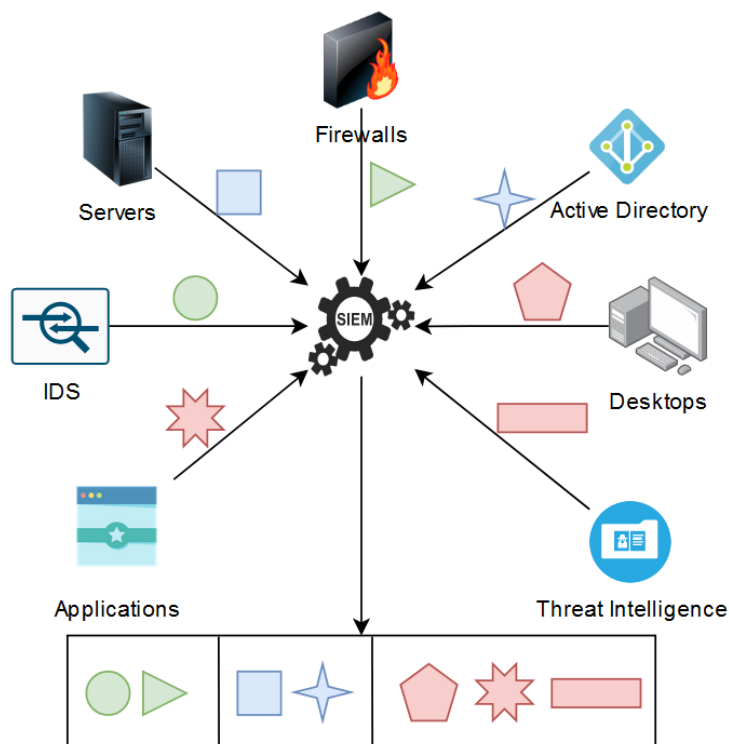 Firewalls
Servers
Active Directory
SIEM
IDS
Desktops
Applications
Threat Intelligence